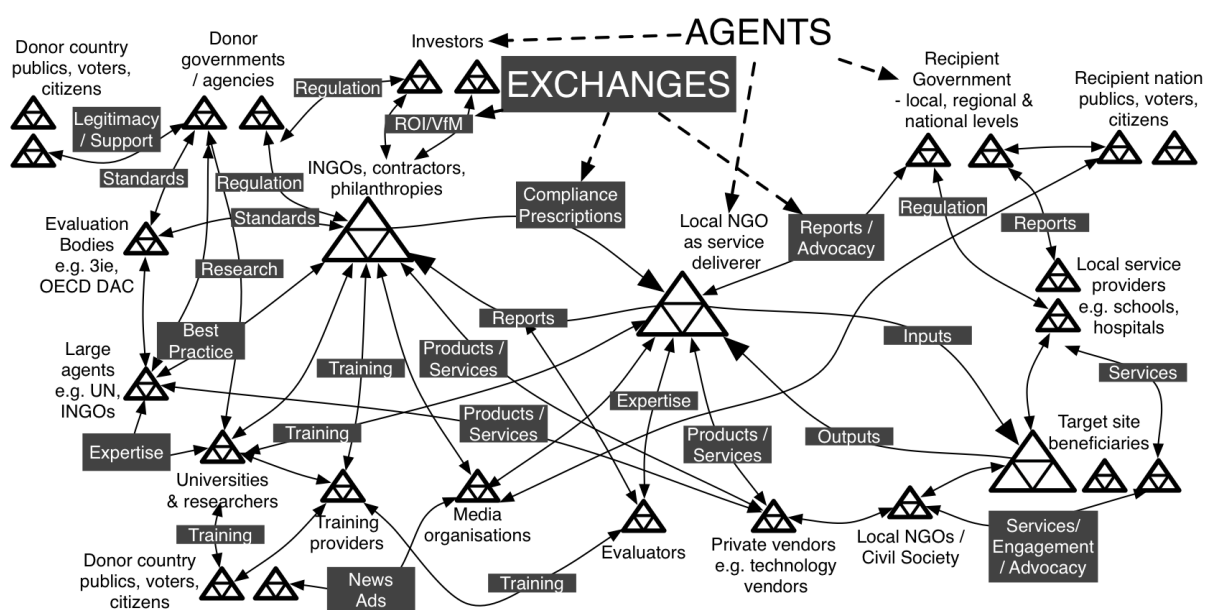 AGENTS
EXCHANGES
Donor country
publics, voters,
citizens
Donor
governments
/ agencies
Investors
Recipient
Government
- local, regional &
national levels
Recipient nation
publics, voters,
citizens
Regulation
Legitimacy
/ Support
ROI/VfM
Standards
Regulation
INGOs, contractors,
philanthropies
Compliance
Prescriptions
Standards
Local NGO
as service
deliverer
Reports /
Advocacy
Regulation
Reports
Evaluation
Bodies
e.g. 3ie,
OECD DAC
Research
Local service
providers
e.g. schools,
hospitals
Best
Practice
Reports
Inputs
Large
agents
e.g. UN,
INGOs
Training
Products /
Services
Services
Expertise
Products /
Services
Training
Expertise
Products /
Services
Outputs
Target site
beneficiaries
Universities
& researchers
Training
Training
providers
Media
organisations
Evaluators
Private vendors
e.g. technology
vendors
Local NGOs /
Civil Society
Services/
Engagement
/ Advocacy
Donor country
publics, voters,
citizens
News
Ads
Training